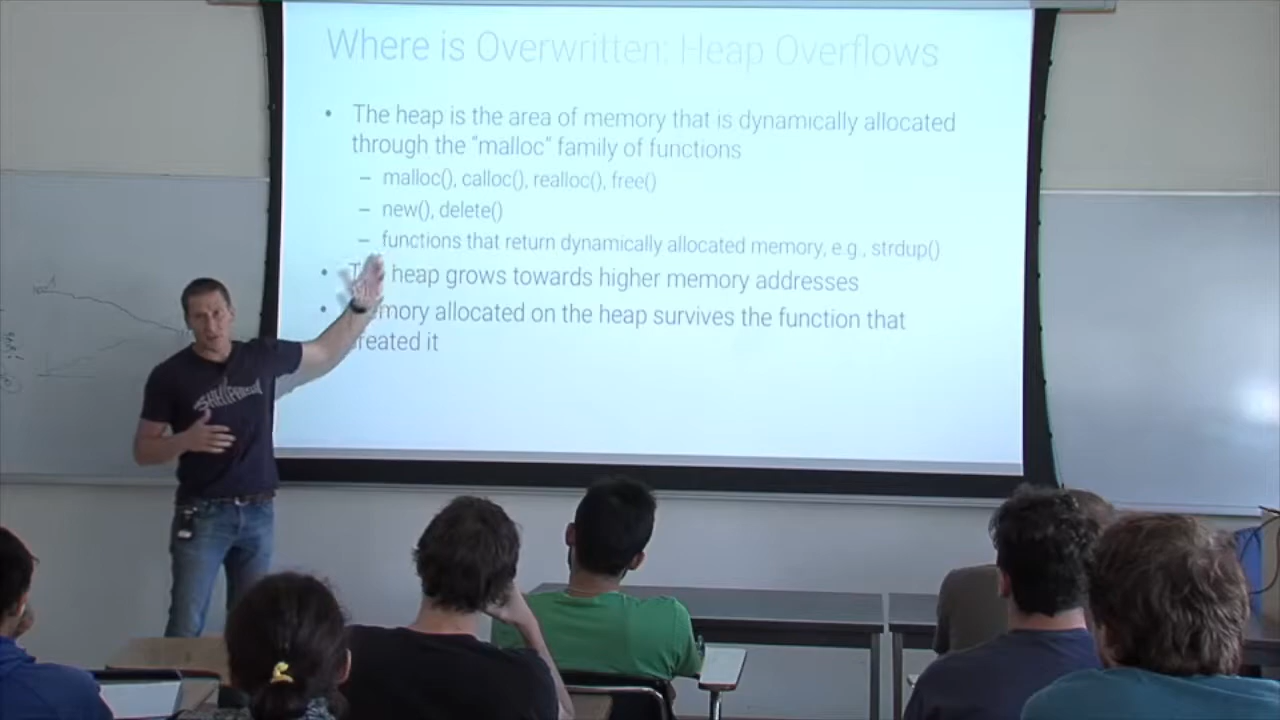 Where is Overwritten: Heap Overflows
• The heap is the area of memory that is dynamically allocated
through the "malloc" family of functions
– malloc(), calloc(), realloc(), free()
– new(), delete()
– functions that return dynamically allocated memory, e.g., strdup()
• heap grows towards higher memory addresses
• allocated on the heap survives the function that
it